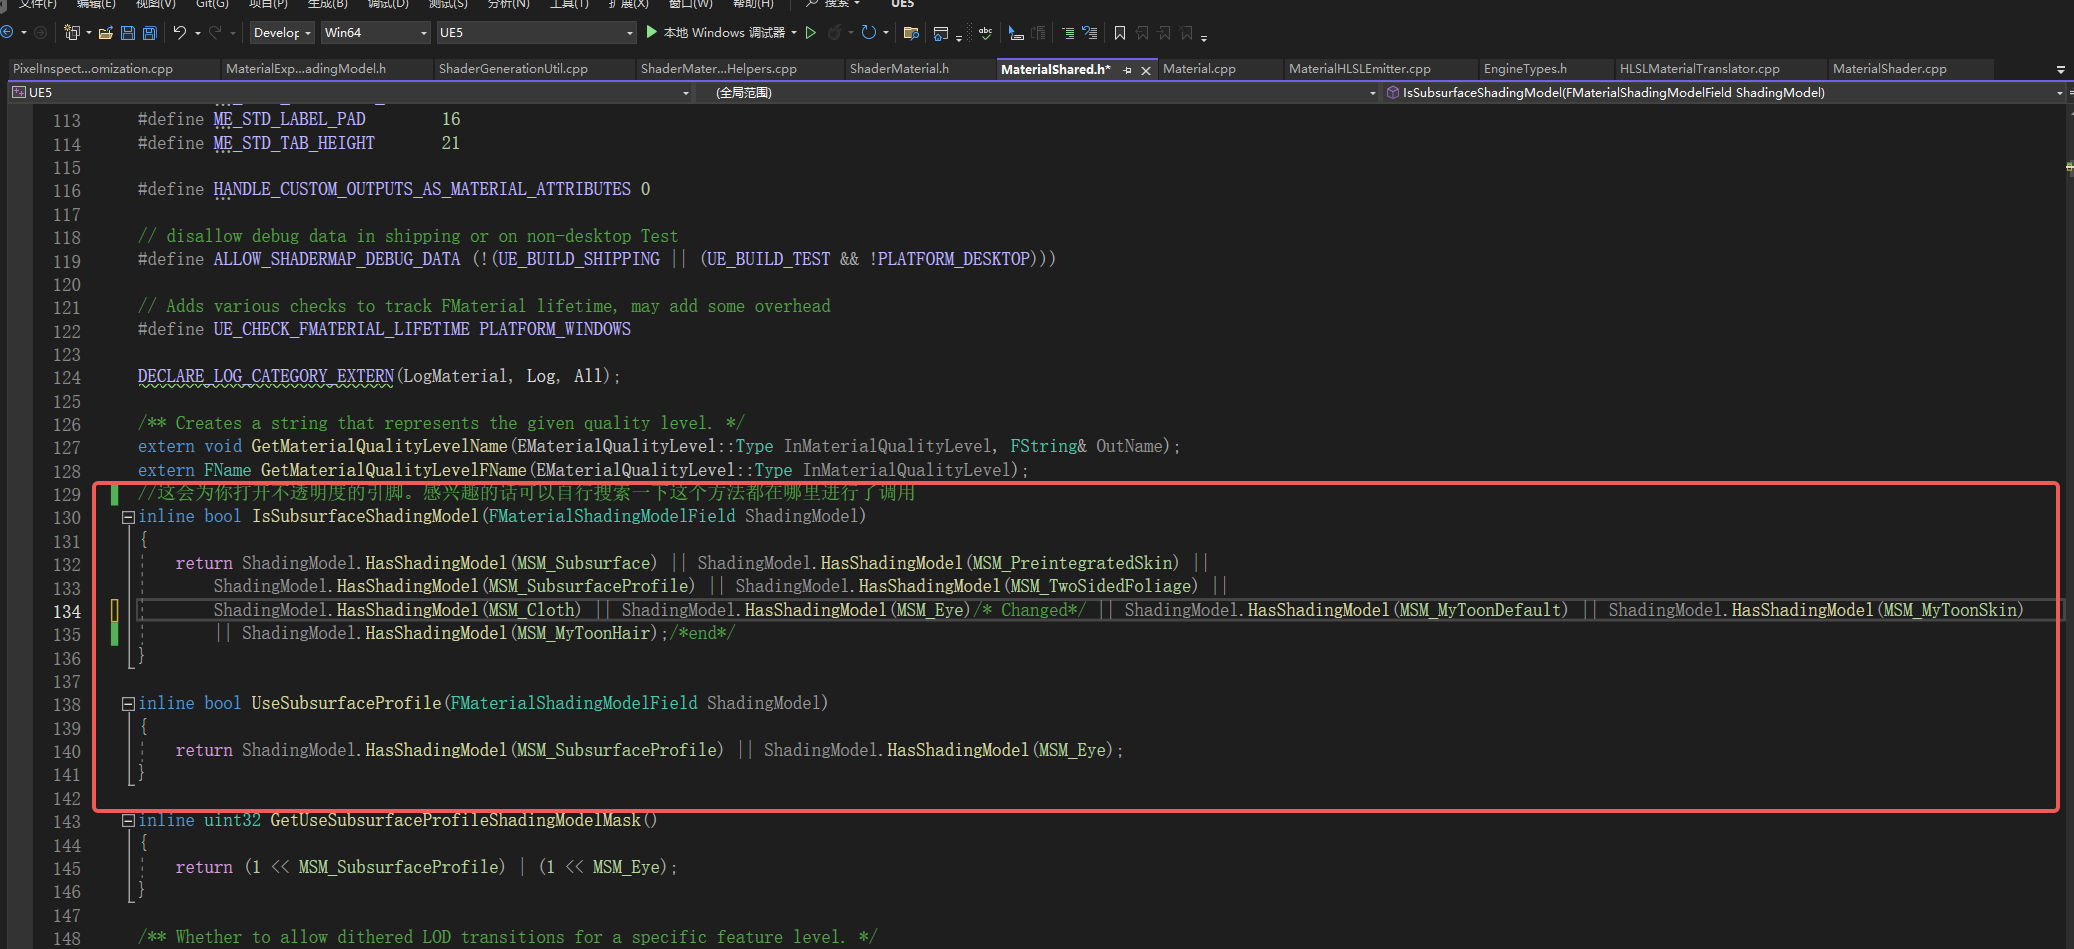 文件(F) 编辑(E) 视图(V) Git(G) 项目(P) 生成(B) 调试(D) 测试(S) 分析(N) 工具(T) 扩展(X) 窗口(W) 帮助(H) 搜索 UE5
Develop Win64 UE5 本地 Windows 调试器
PixelInspect...omization.cpp MaterialExp...adingModel.h ShaderGenerationUtil.cpp ShaderMater...Helpers.cpp ShaderMaterial.h MaterialShared.h* Material.cpp MaterialHLSLEmitter.cpp EngineTypes.h HLSLMaterialTranslator.cpp MaterialShader.cpp
UE5 (全局范围) IsSubsurfaceShadingModel(FMaterialShadingModelField ShadingModel)
113 #define ME_STD_LABEL_PAD 16
114 #define ME_STD_TAB_HEIGHT 21
115
116 #define HANDLE_CUSTOM_OUTPUTS_AS_MATERIAL_ATTRIBUTES 0
117
118 // disallow debug data in shipping or on non-desktop Test
119 #define ALLOW_SHADERMAP_DEBUG_DATA (!(UE_BUILD_SHIPPING || (UE_BUILD_TEST && !PLATFORM_DESKTOP)))
120
121 // Adds various checks to track FMaterial lifetime, may add some overhead
122 #define UE_CHECK_FMATERIAL_LIFETIME PLATFORM_WINDOWS
123
124 DECLARE_LOG_CATEGORY_EXTERN(LogMaterial, Log, All);
125
126 /** Creates a string that represents the given quality level. */
127 extern void GetMaterialQualityLevelName(EMaterialQualityLevel::Type InMaterialQualityLevel, FString& OutName);
128 extern FName GetMaterialQualityLevelFName(EMaterialQualityLevel::Type InMaterialQualityLevel);
129 //这会为你打开不透明度的引脚。感兴趣的话可以自行搜索一下这个方法都在哪里进行了调用
130 inline bool IsSubsurfaceShadingModel(FMaterialShadingModelField ShadingModel)
131 {
132 return ShadingModel.HasShadingModel(MSM_Subsurface) || ShadingModel.HasShadingModel(MSM_PreintegratedSkin) ||
133 ShadingModel.HasShadingModel(MSM_SubsurfaceProfile) || ShadingModel.HasShadingModel(MSM_TwoSidedFoliage) ||
134 ShadingModel.HasShadingModel(MSM_Cloth) || ShadingModel.HasShadingModel(MSM_Eye)/* Changed*/ || ShadingModel.HasShadingModel(MSM_MyToonDefault) || ShadingModel.HasShadingModel(MSM_MyToonSkin)
135 || ShadingModel.HasShadingModel(MSM_MyToonHair);/*end*/
136 }
137
138 inline bool UseSubsurfaceProfile(FMaterialShadingModelField ShadingModel)
139 {
140 return ShadingModel.HasShadingModel(MSM_SubsurfaceProfile) || ShadingModel.HasShadingModel(MSM_Eye);
141 }
142
143 inline uint32 GetUseSubsurfaceProfileShadingModelMask()
144 {
145 return (1 << MSM_SubsurfaceProfile) | (1 << MSM_Eye);
146 }
147
148 /** Whether to allow dithered LOD transitions for a specific feature level. */